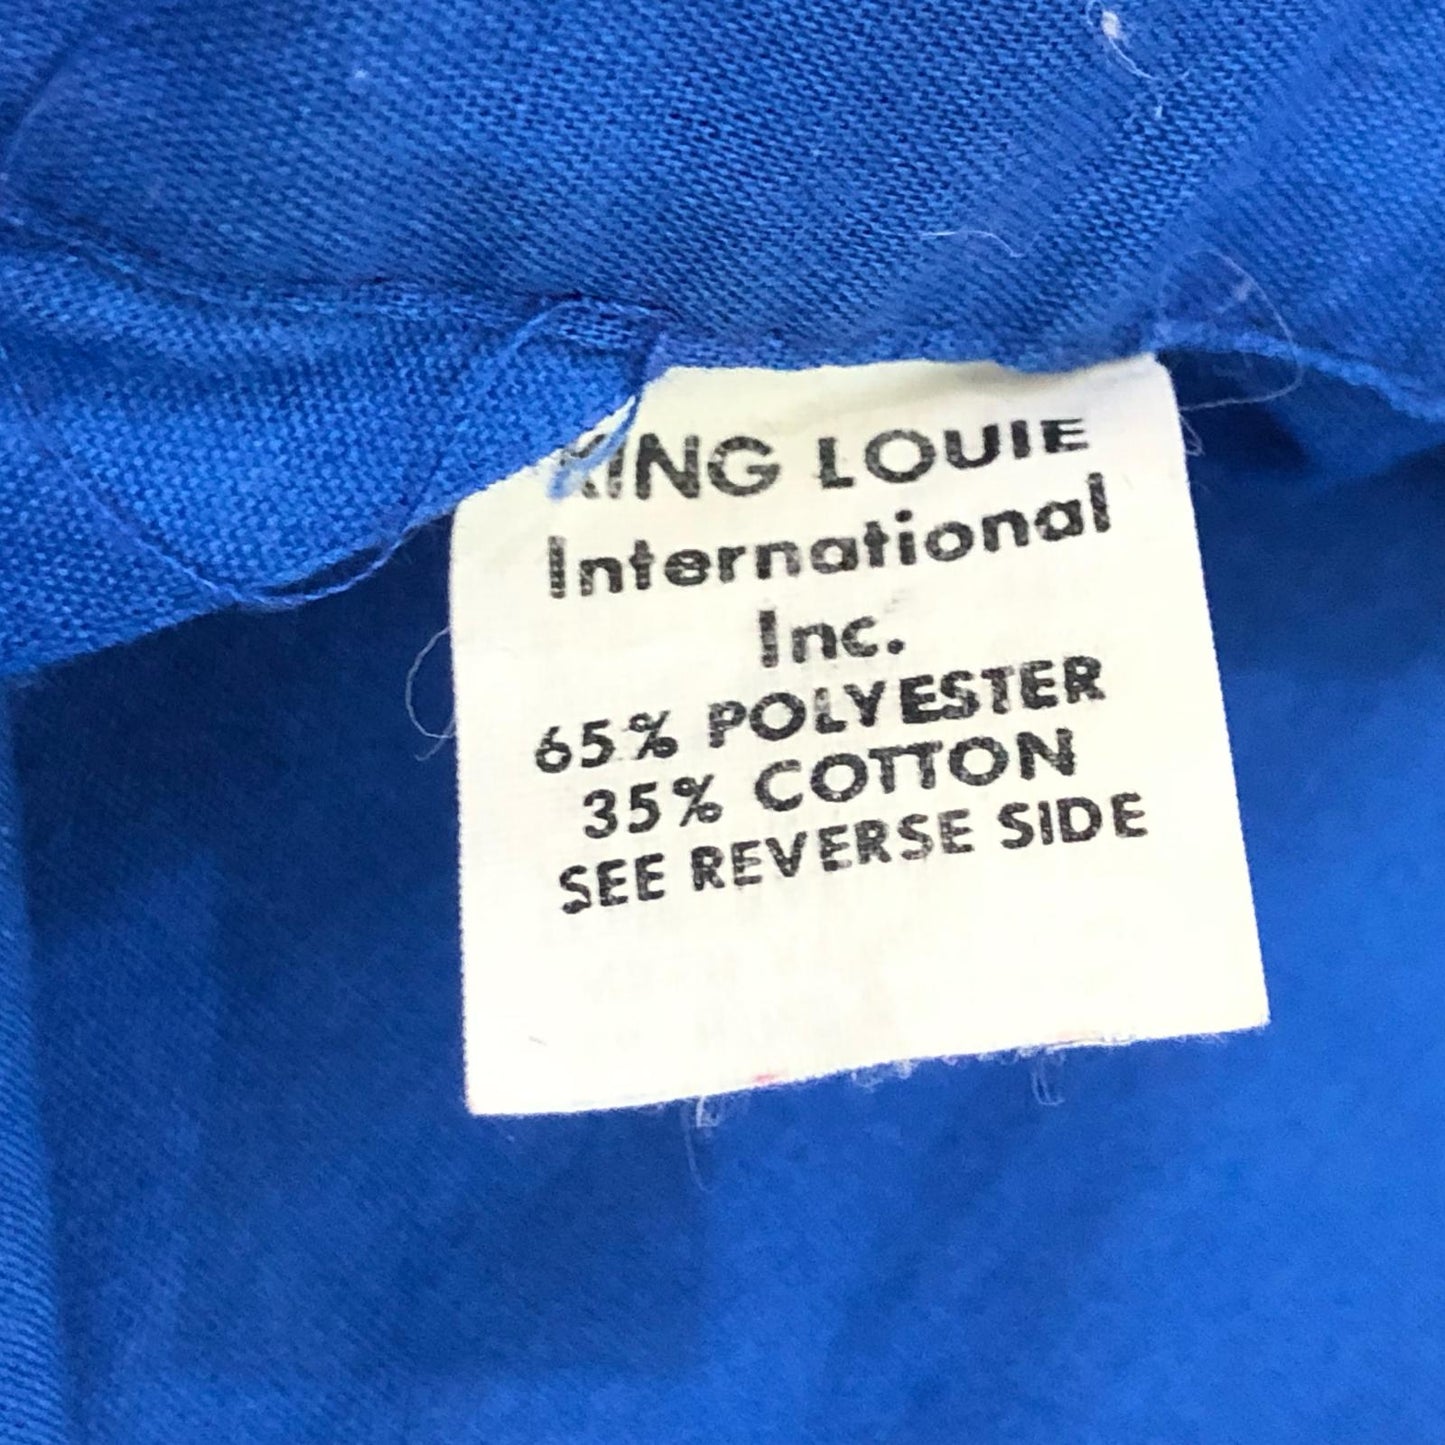 KING LOUIE
International
Inc.
65% POLYESTER
35% COTTON
SEE REVERSE SIDE